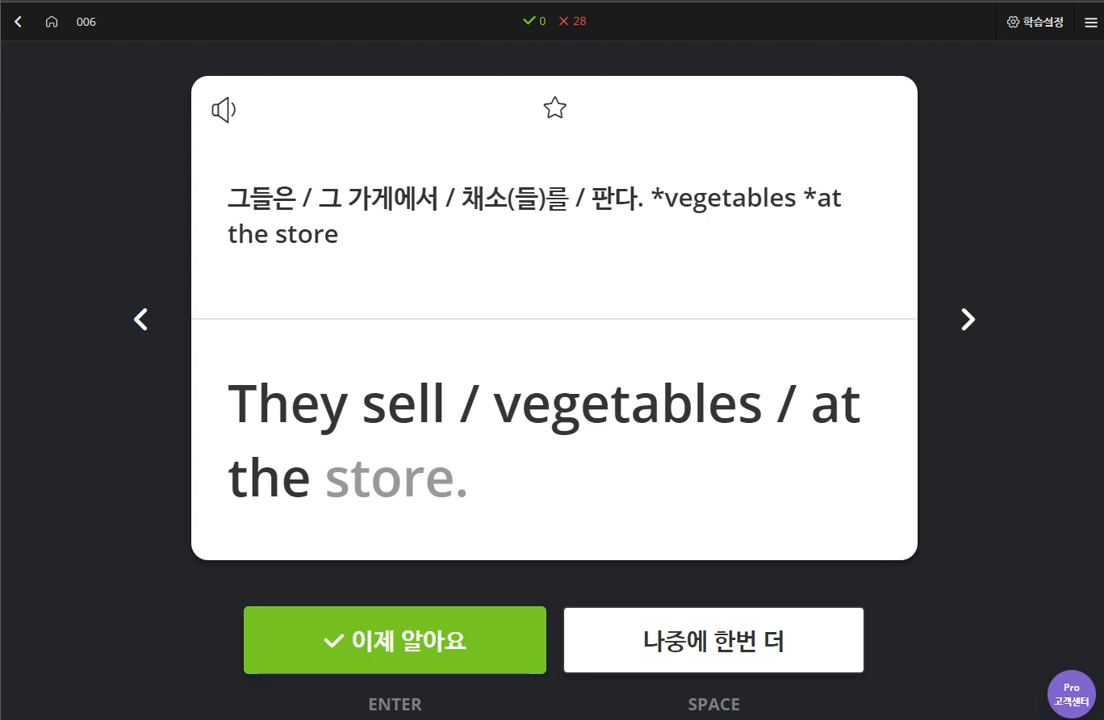 006
0
28
학습설정
그들은 / 그 가게에서 / 채소(들)를 / 판다. *vegetables *at
the store
They sell / vegetables / at
the store.
이제 알아요
나중에 한번 더
ENTER
SPACE
Pro
고객센터